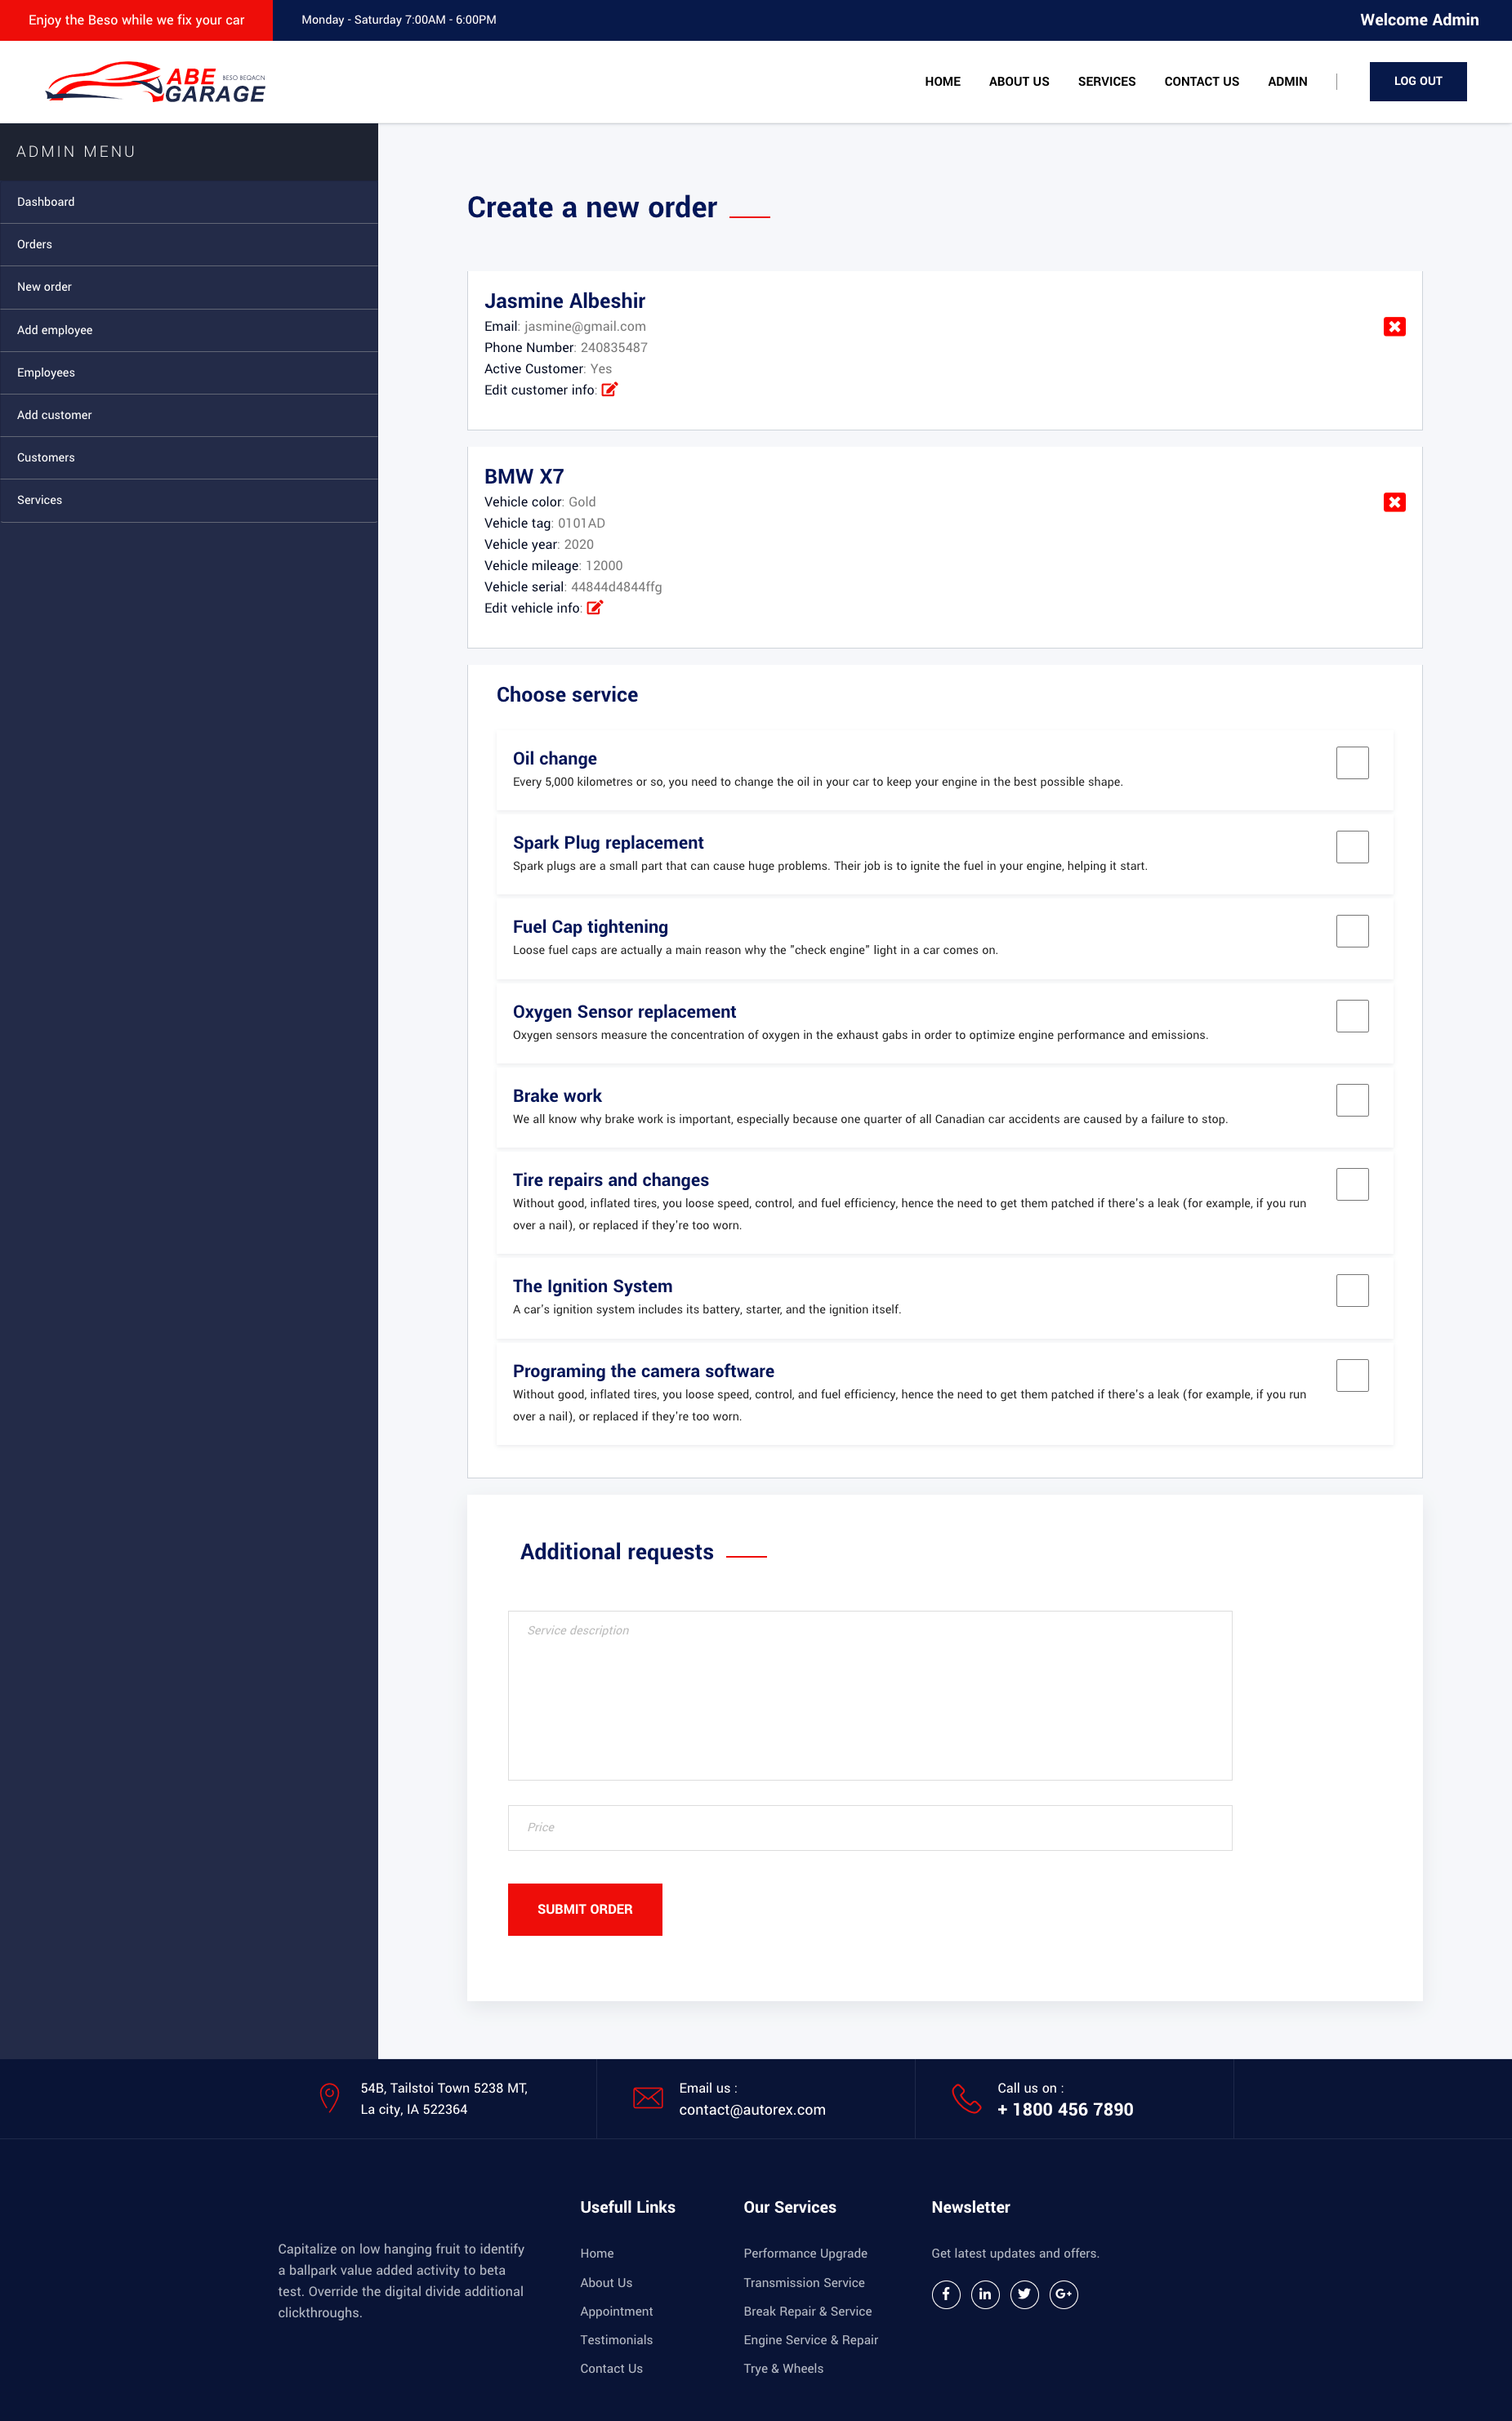 Enjoy the Beso while we fix your car
Monday - Saturday 7:00AM - 6:00PM
Welcome Admin
ABE
BESO BEQACN
GARAGE
HOME
ABOUT US
SERVICES
CONTACT US
ADMIN
LOG OUT
ADMIN MENU
Dashboard
Orders
New order
Add employee
Employees
Add customer
Customers
Services
Create a new order
Jasmine Albeshir
Email: jasmine@gmail.com
Phone Number: 240835487
Active Customer: Yes
Edit customer info:
BMW X7
Vehicle color: Gold
Vehicle tag: 0101AD
Vehicle year: 2020
Vehicle mileage: 12000
Vehicle serial: 44844d4844ffg
Edit vehicle info:
Choose service
Oil change
Every 5,000 kilometres or so, you need to change the oil in your car to keep your engine in the best possible shape.
Spark Plug replacement
Spark plugs are a small part that can cause huge problems. Their job is to ignite the fuel in your engine, helping it start.
Fuel Cap tightening
Loose fuel caps are actually a main reason why the "check engine" light in a car comes on.
Oxygen Sensor replacement
Oxygen sensors measure the concentration of oxygen in the exhaust gabs in order to optimize engine performance and emissions.
Brake work
We all know why brake work is important, especially because one quarter of all Canadian car accidents are caused by a failure to stop.
Tire repairs and changes
Without good, inflated tires, you loose speed, control, and fuel efficiency, hence the need to get them patched if there's a leak (for example, if you run
over a nail), or replaced if they're too worn.
The Ignition System
A car's ignition system includes its battery, starter, and the ignition itself.
Programing the camera software
Without good, inflated tires, you loose speed, control, and fuel efficiency, hence the need to get them patched if there's a leak (for example, if you run
over a nail), or replaced if they're too worn.
Additional requests
Service description
Price
SUBMIT ORDER
54B, Tailstoi Town 5238 MT,
La city, IA 522364
Email us :
contact@autorex.com
Call us on :
+ 1800 456 7890
Capitalize on low hanging fruit to identify
a ballpark value added activity to beta
test. Override the digital divide additional
clickthroughs.
Usefull Links
Home
About Us
Appointment
Testimonials
Contact Us
Our Services
Performance Upgrade
Transmission Service
Break Repair & Service
Engine Service & Repair
Trye & Wheels
Newsletter
Get latest updates and offers.